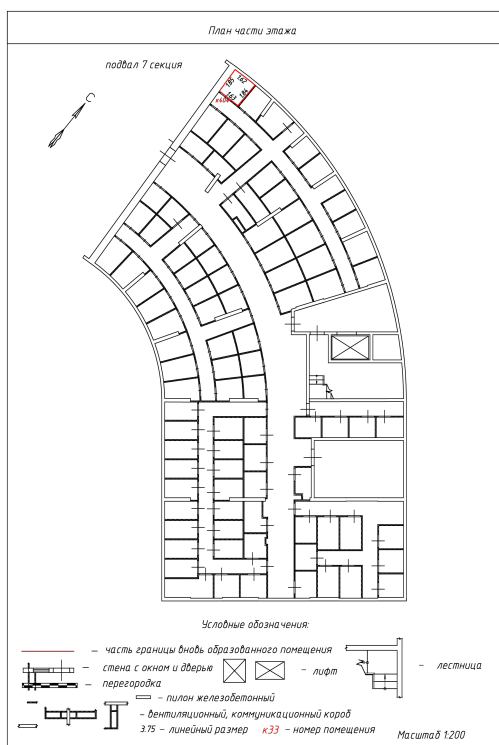 План части этажа
подвал 7 секция
С
— часть границы вновь образованного помещения
Условные обозначения:
— стена с окном и дверью
— лифт
— лестница
— перегородка
— пилон железобетонный
— вентиляционный, коммуникационный короб
3.75 — линейный размер
к33 — номер помещения
Масштаб 1:200